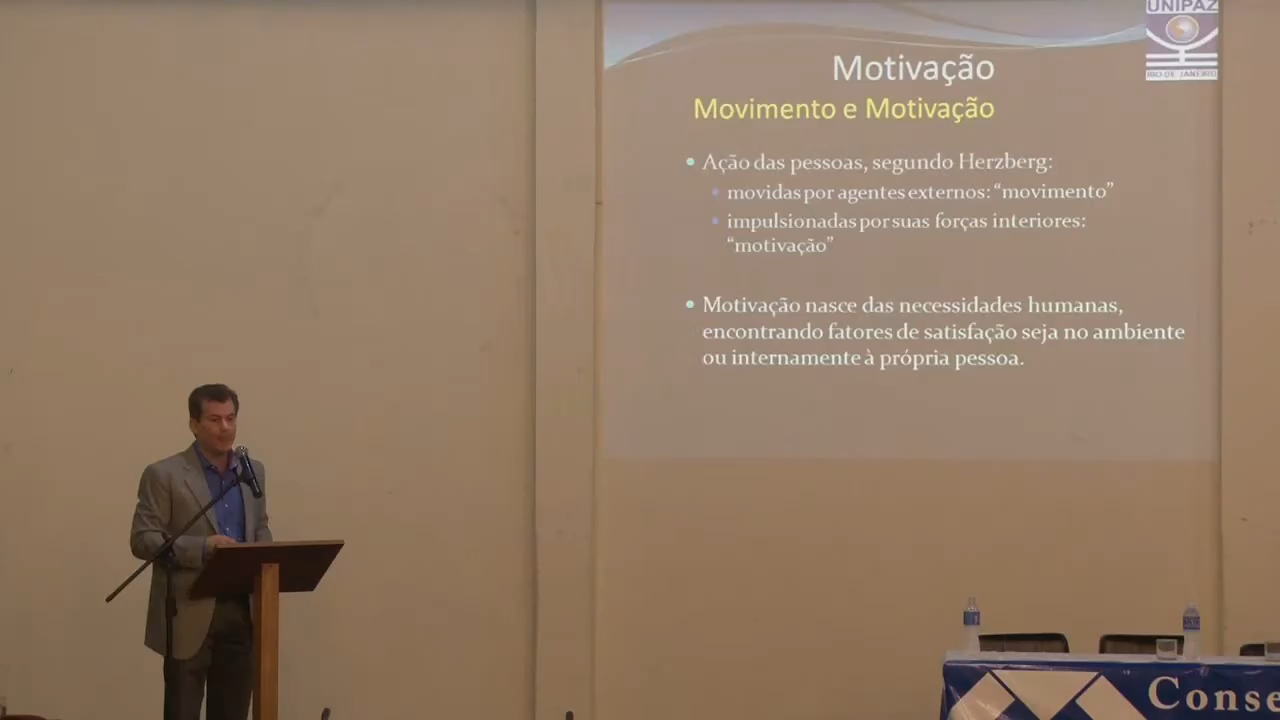 UNIPAZ
RIO DE JANEIRO
Motivação
Movimento e Motivação
• Ação das pessoas, segundo Herzberg:
• movidas por agentes externos: “movimento”
• impulsionadas por suas forças interiores:
“motivação”
• Motivação nasce das necessidades humanas,
encontrando fatores de satisfação seja no ambiente
ou internamente à própria pessoa.
Conse